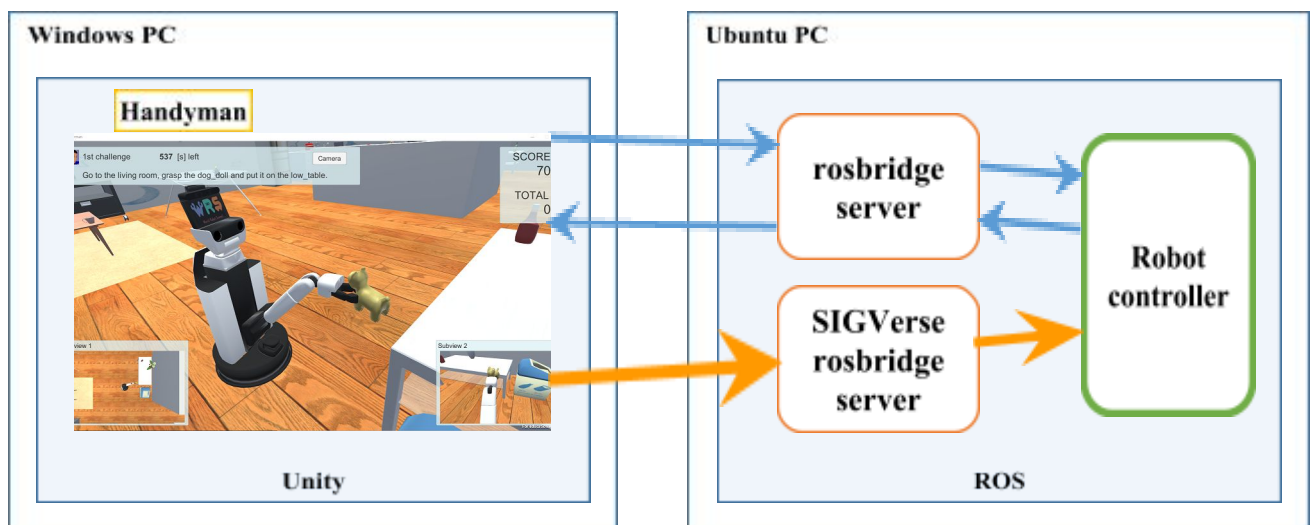 Windows PC
Handyman
1st challenge 537 [s] left
Camera
Go to the living room, grasp the dog_doll and put it on the low_table.
SCORE
70
TOTAL
0
WRS
view 1
Subview 2
Unity
Ubuntu PC
rosbridge
server
SIGVerse
rosbridge
server
Robot
controller
ROS